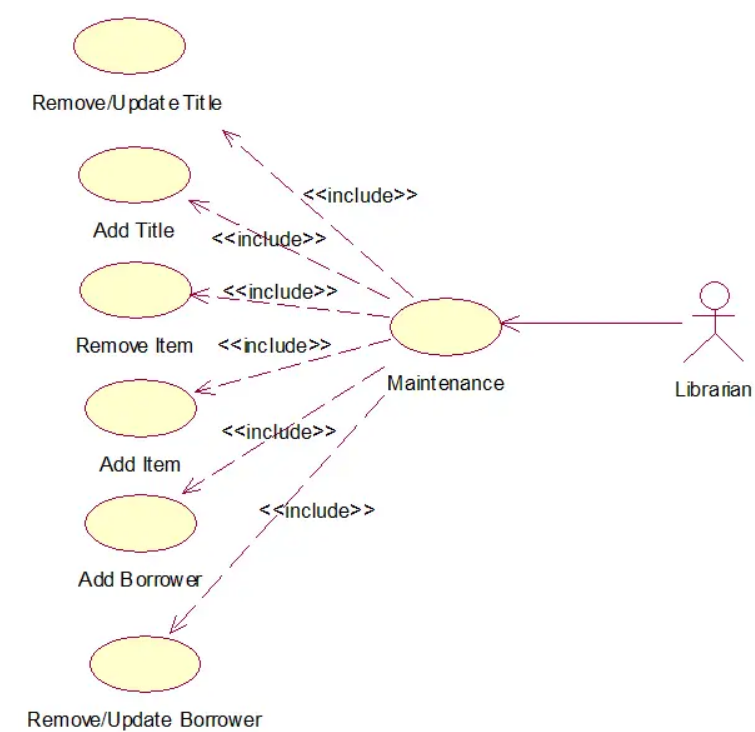 Remove/Update Title
<<include>>
Add Title
<<include>>
<<include>>
Remove Item
<<include>>
Maintenance
Librarian
<<include>>
Add Item
<<include>>
Add Borrower
Remove/Update Borrower